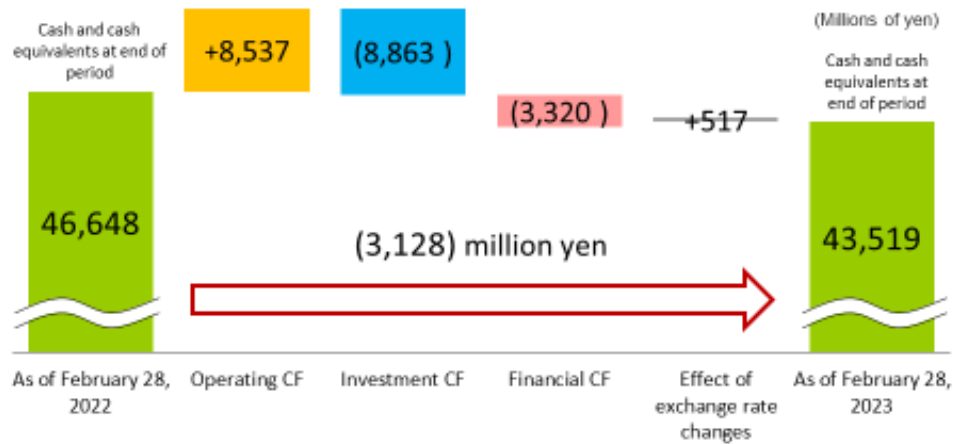 Cash and cash
equivalents at end of
period
+8,537
(8,863 )
(3,320 )
+517
(Millions of yen)
Cash and cash
equivalents at
end of period
46,648
(3,128) million yen
43,519
As of February 28,
2022
Operating CF
Investment CF
Financial CF
Effect of
exchange rate
changes
As of February 28,
2023